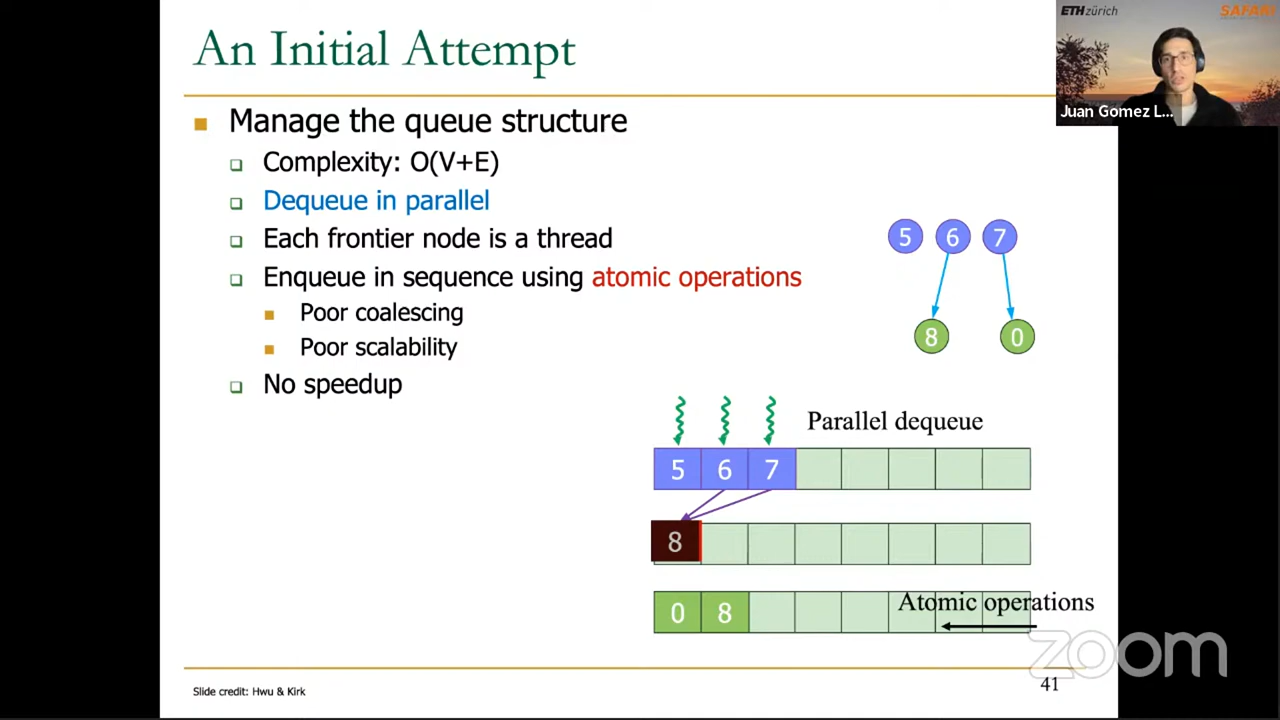 An Initial Attempt
ETH zürich
SAFARI
Juan Gomez L...
Manage the queue structure
Complexity: O(V+E)
Dequeue in parallel
Each frontier node is a thread
Enqueue in sequence using atomic operations
Poor coalescing
Poor scalability
No speedup
5 6 7
8 0
Parallel dequeue
5 6 7
8
0 8
Atomic operations
zoom
Slide credit: Hwu & Kirk
41